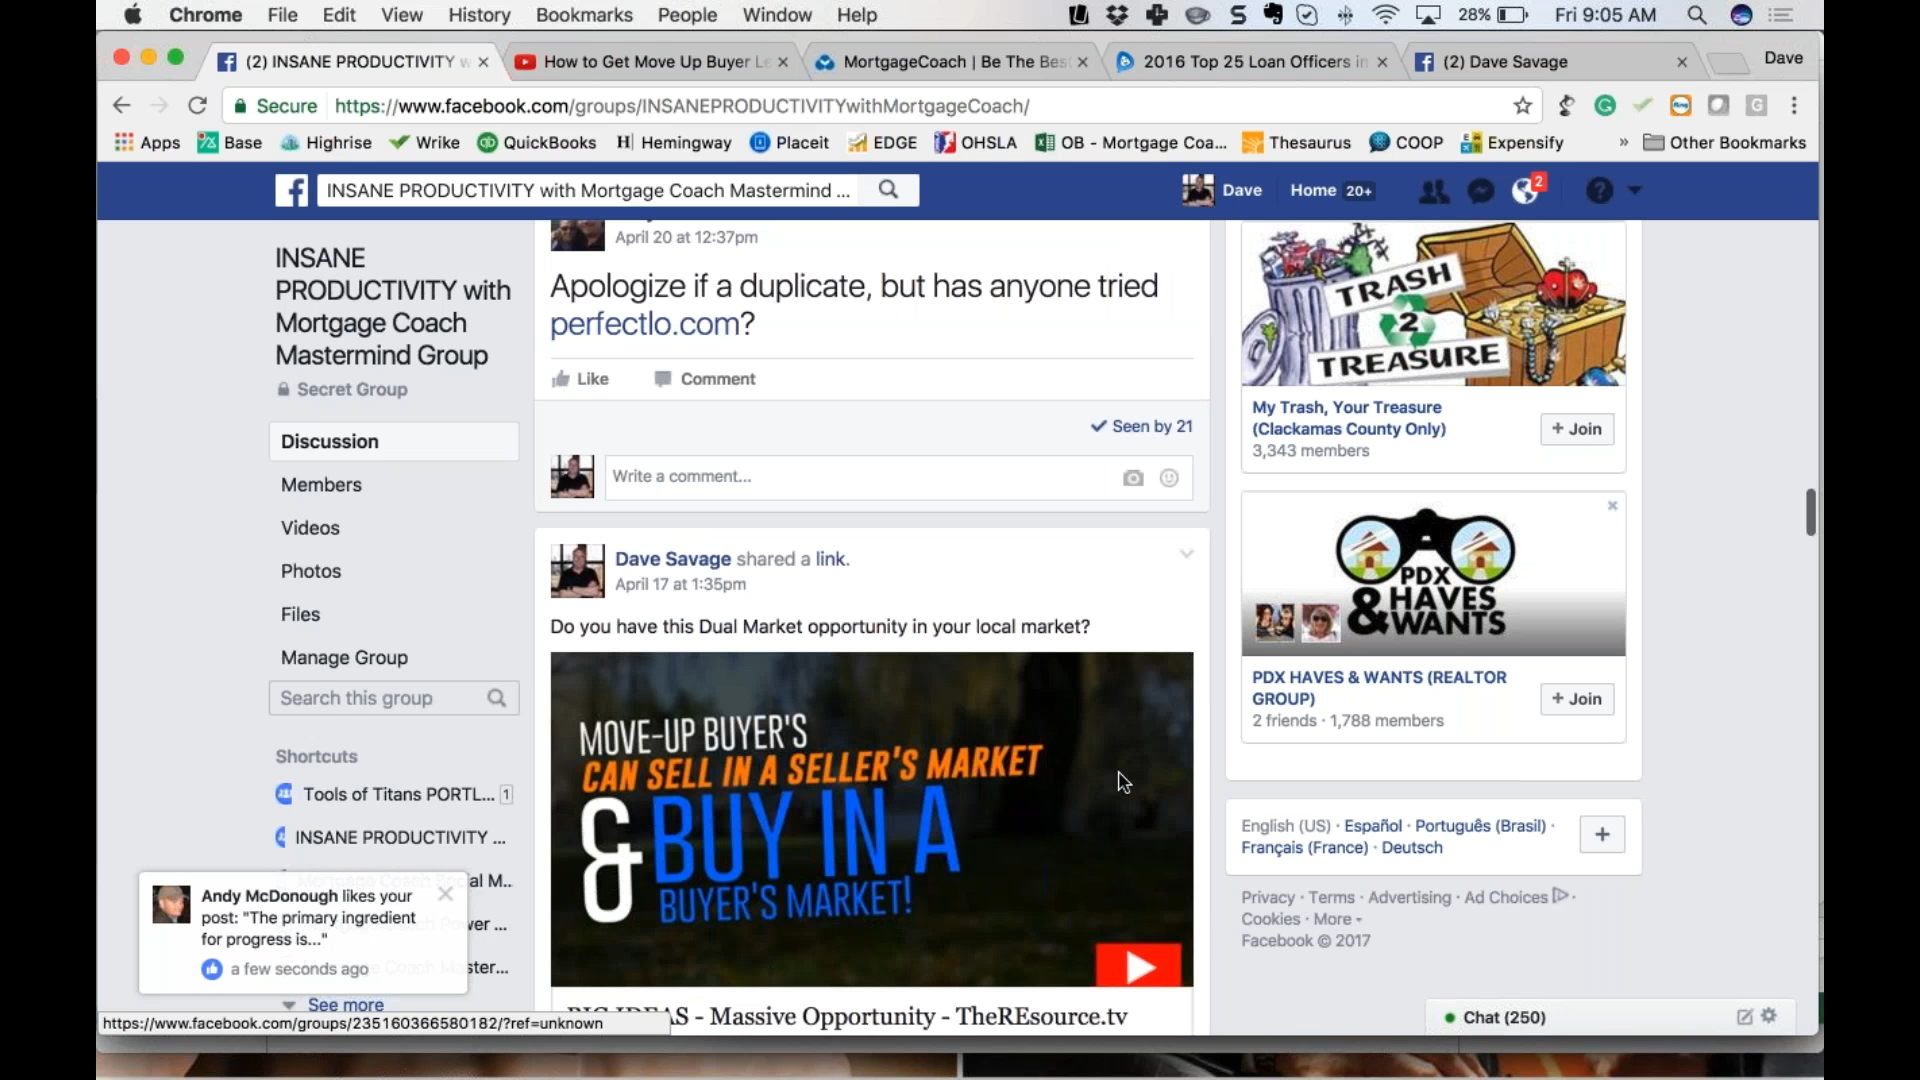 Chrome File Edit View History Bookmarks People Window Help
28% Fri 9:05 AM
(2) INSANE PRODUCTIVITY w
How to Get Move Up Buyer Le
MortgageCoach | Be The Bes
2016 Top 25 Loan Officers in
(2) Dave Savage
Dave
Secure https://www.facebook.com/groups/INSANEPRODUCTIVITYwithMortgageCoach/
Apps Base Highrise Wrike QuickBooks Hemingway Placeit EDGE OHSLA OB - Mortgage Coa... Thesaurus COOP Expensify » Other Bookmarks
INSANE PRODUCTIVITY with Mortgage Coach Mastermind ...
Dave Home 20+ 2
INSANE
PRODUCTIVITY with
Mortgage Coach
Mastermind Group
Secret Group
Discussion
Members
Videos
Photos
Files
Manage Group
Search this group
Shortcuts
Tools of Titans PORTL... 1
INSANE PRODUCTIVITY ...
al M...
wer ...
ster...
See more
Andy McDonough likes your
post: "The primary ingredient
for progress is..."
a few seconds ago
https://www.facebook.com/groups/235160366580182/?ref=unknown
April 20 at 12:37pm
Apologize if a duplicate, but has anyone tried
perfectlo.com?
Like Comment
Seen by 21
Write a comment...
Dave Savage shared a link.
April 17 at 1:35pm
Do you have this Dual Market opportunity in your local market?
MOVE-UP BUYER'S
CAN SELL IN A SELLER'S MARKET
& BUY IN A
BUYER'S MARKET!
BIG IDEAS - Massive Opportunity - TheREsource.tv
TRASH
2
TREASURE
My Trash, Your Treasure
(Clackamas County Only)
3,343 members
+ Join
PDX
& HAVES
WANTS
PDX HAVES & WANTS (REALTOR
GROUP)
2 friends · 1,788 members
+ Join
English (US) · Español · Português (Brasil) ·
Français (France) · Deutsch
Privacy · Terms · Advertising · Ad Choices ·
Cookies · More
Facebook © 2017
Chat (250)